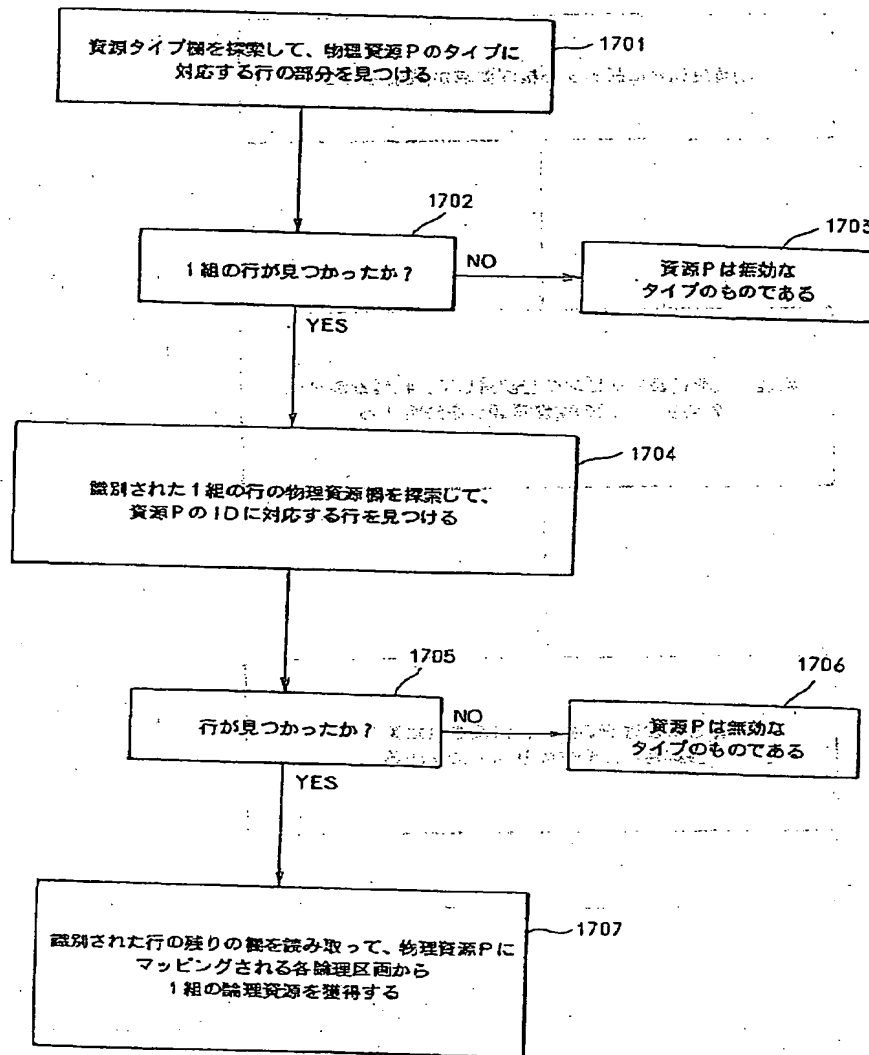 資源タイプ欄を探索して、物理資源Pのタイプに
対応する行の部分を見つける
1701
1702
1組の行が見つかったか?
NO
YES
1703
資源Pは無効な
タイプのものである
1704
識別された1組の行の物理資源欄を探索して、
資源PのIDに対応する行を見つける
1705
行が見つかったか?
NO
YES
1706
資源Pは無効な
タイプのものである
識別された行の残りの欄を読み取って、物理資源Pに
マッピングされる各論理区画から
1組の論理資源を獲得する
1707